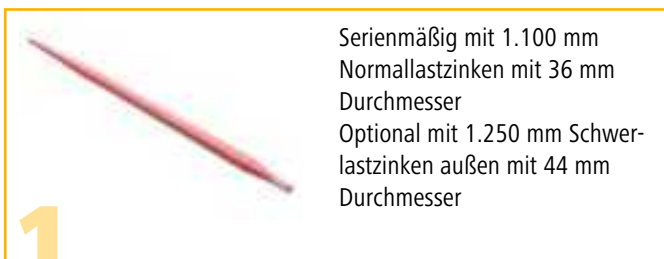 Serienmäßig mit 1.100 mm
Normallastzinken mit 36 mm
Durchmesser
Optional mit 1.250 mm Schwer-
lastzinken außen mit 44 mm
Durchmesser
1